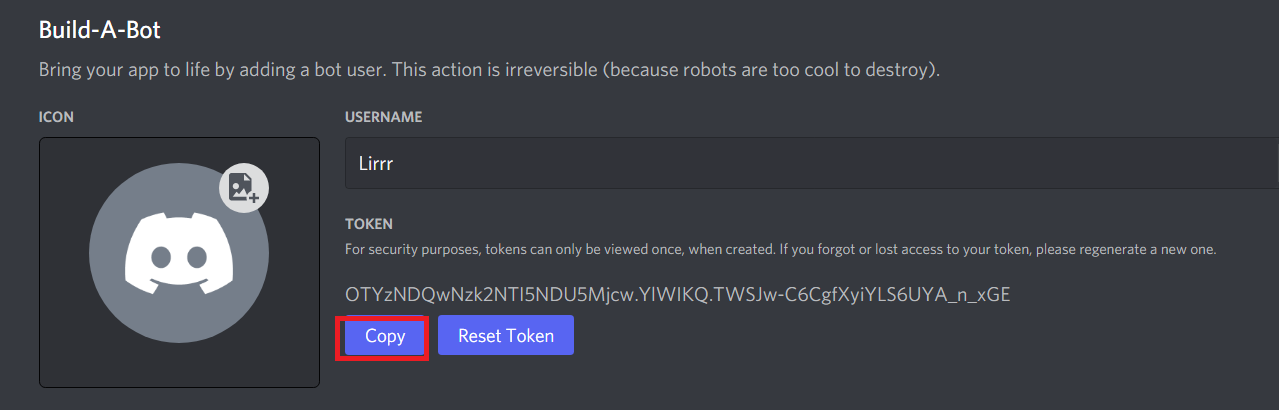 Build-A-Bot
Bring your app to life by adding a bot user. This action is irreversible (because robots are too cool to destroy).
ICON
USERNAME
Lirrr
TOKEN
For security purposes, tokens can only be viewed once, when created. If you forgot or lost access to your token, please regenerate a new one.
OTYzNDQwNzk2NTI5NDU5Mjcw.YlWIKQ.TWSJw-C6CgfXyiYLS6UYA_n_xGE
Copy
Reset Token